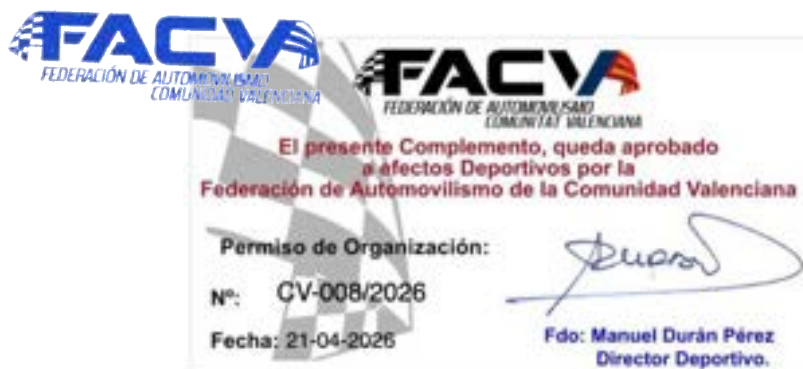 FACV
FEDERACIÓN DE AUTOMOVILISMO
COMUNIDAD VALENCIANA
FACV
FEDERACIÓN DE AUTOMOVILISMO
COMUNITAT VALENCIANA
El presente Complemento, queda aprobado
a efectos Deportivos por la
Federación de Automovilismo de la Comunidad Valenciana
Permiso de Organización:
Nº: CV-008/2026
Fecha: 21-04-2026
Fdo: Manuel Durán Pérez
Director Deportivo.